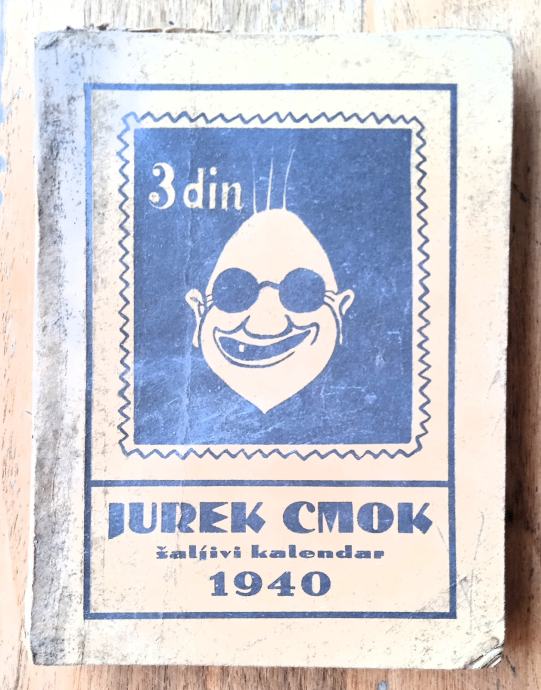 3 din
JUREK CMOK
šaljivi kalendar
1940